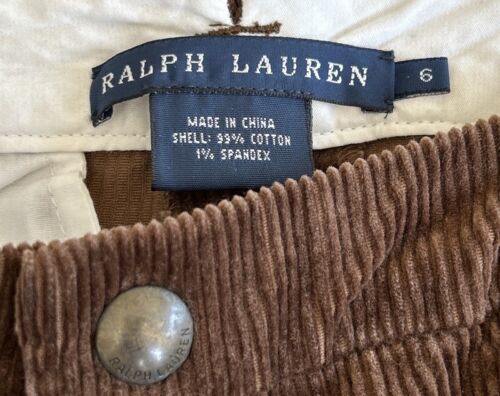 RALPH LAUREN
6
MADE IN CHINA
SHELL: 99% COTTON
1% SPANDEX
RALPH LAUREN